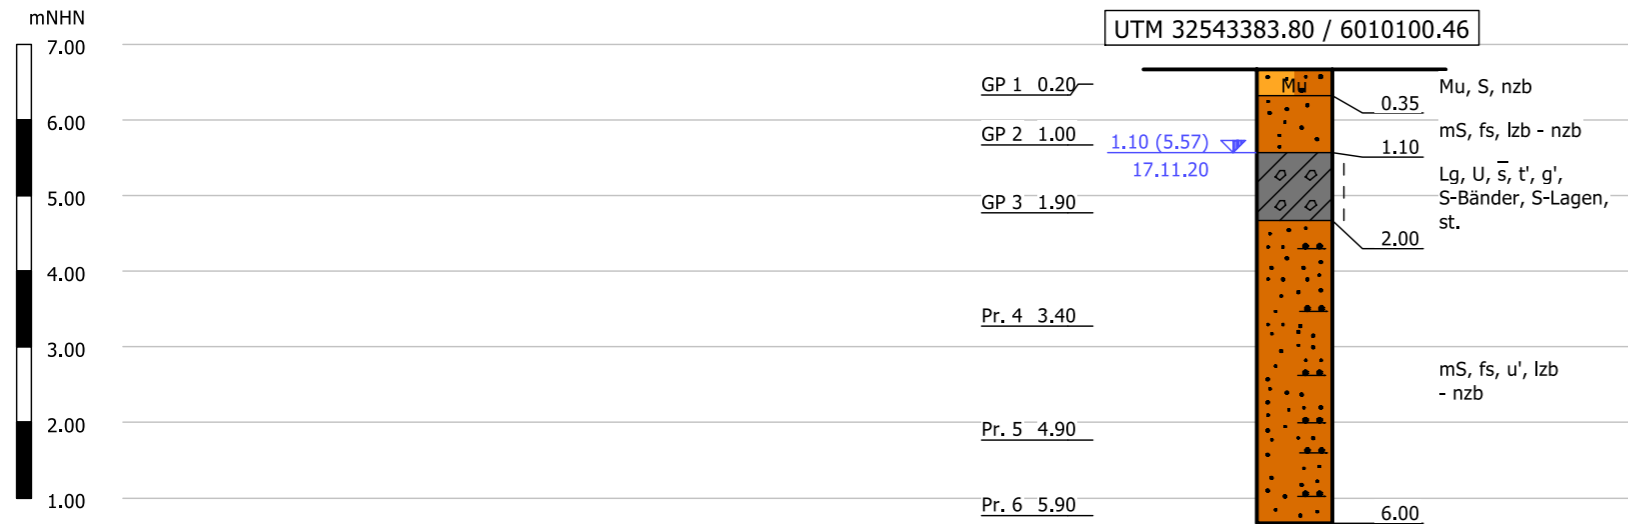 mNHN
7.00
6.00
5.00
4.00
3.00
2.00
1.00
UTM 32543383.80 / 6010100.46
GP 1 0.20
GP 2 1.00
GP 3 1.90
Pr. 4 3.40
Pr. 5 4.90
Pr. 6 5.90
1.10 (5.57)
17.11.20
Mu
0.35
1.10
2.00
6.00
Mu, S, nzb
mS, fs, lzb - nzb
Lg, U, s̅, t', g',
S-Bänder, S-Lagen,
st.
mS, fs, u', lzb
- nzb